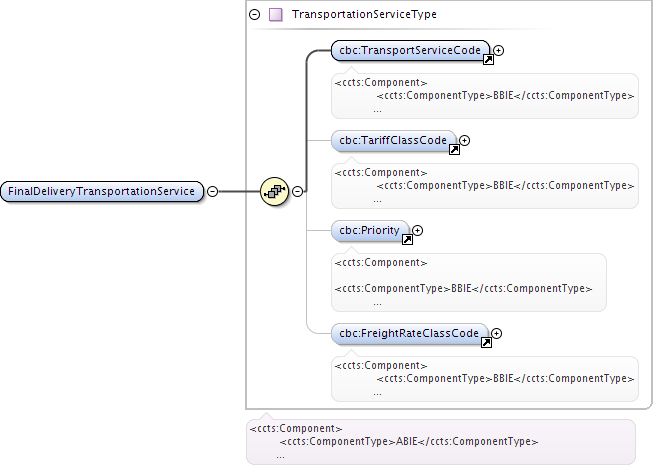 TransportationServiceType
cbc:TransportServiceCode
<ccts:Component>
<ccts:ComponentType>BBIE</ccts:ComponentType>
...
cbc:TariffClassCode
<ccts:Component>
<ccts:ComponentType>BBIE</ccts:ComponentType>
...
FinalDeliveryTransportationService
cbc:Priority
<ccts:Component>
<ccts:ComponentType>BBIE</ccts:ComponentType>
...
cbc:FreightRateClassCode
<ccts:Component>
<ccts:ComponentType>BBIE</ccts:ComponentType>
...
<ccts:Component>
<ccts:ComponentType>ABIE</ccts:ComponentType>
...